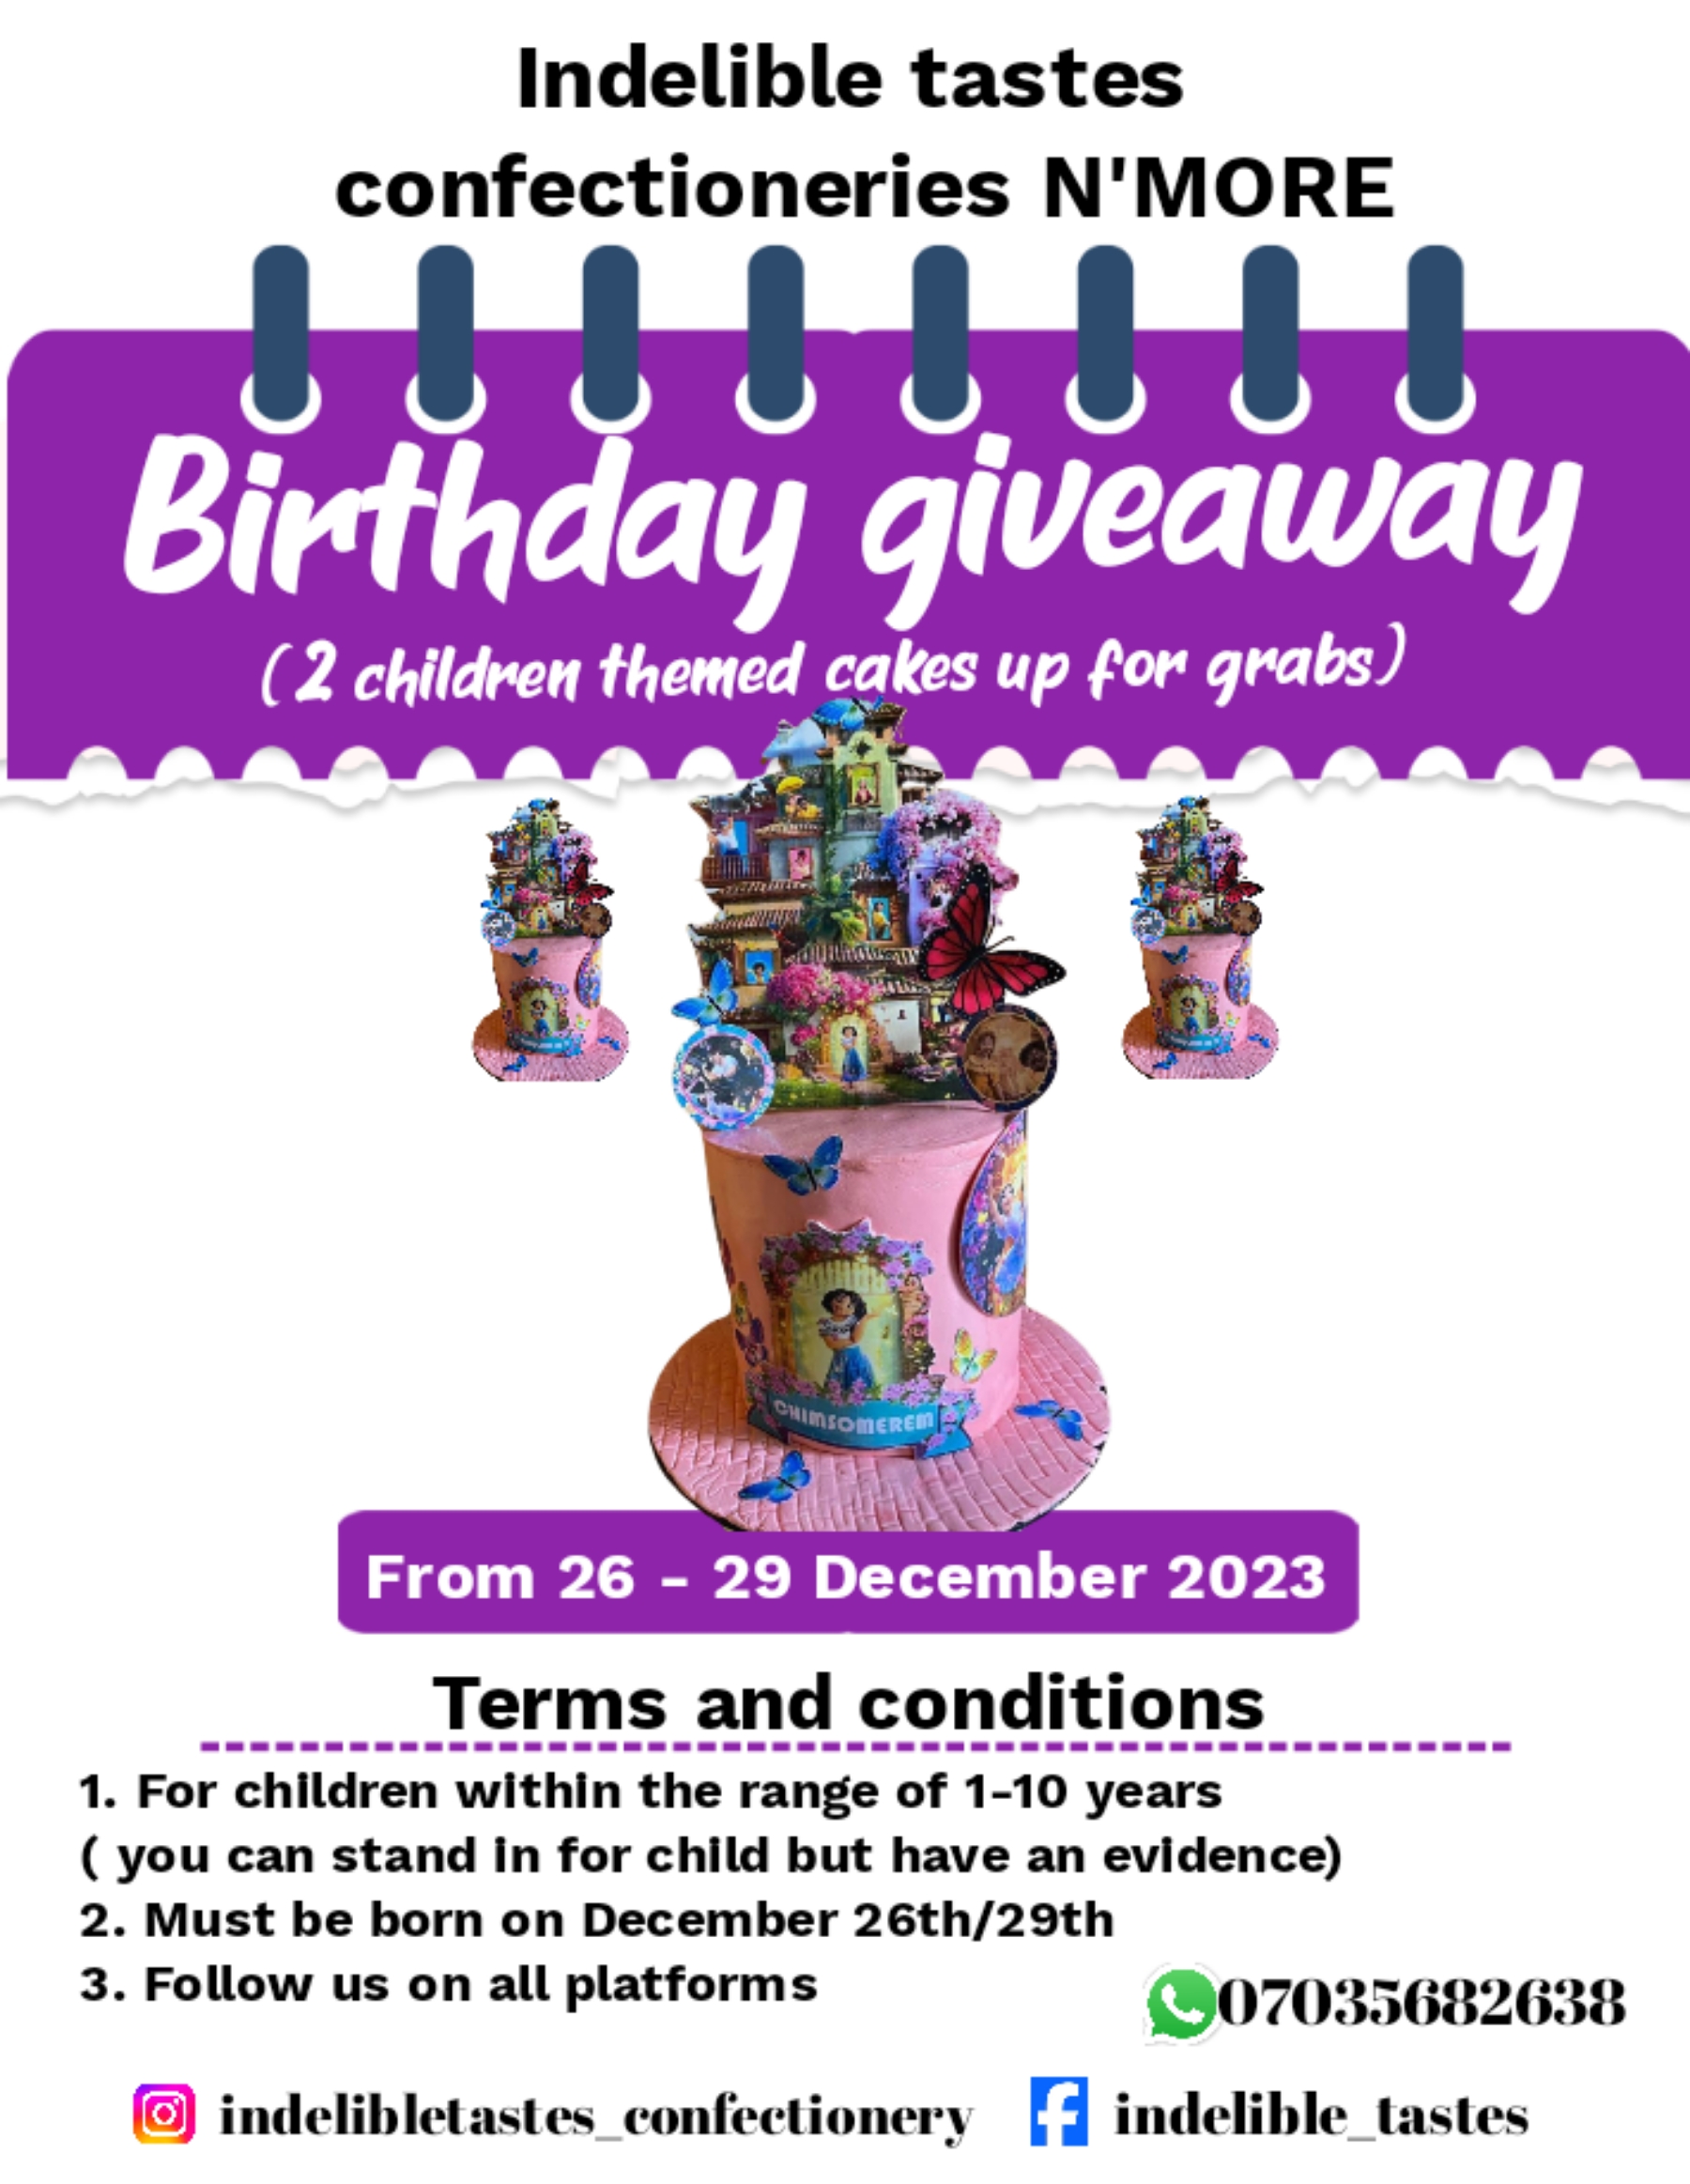 Indelible tastes
confectioneries N'MORE
Birthday giveaway
(2 children themed cakes up for grabs)
CHIMSOMEREM
From 26 - 29 December 2023
Terms and conditions
1. For children within the range of 1-10 years
( you can stand in for child but have an evidence)
2. Must be born on December 26th/29th
3. Follow us on all platforms
07035682638
indelibletastes_confectionery
indelible_tastes